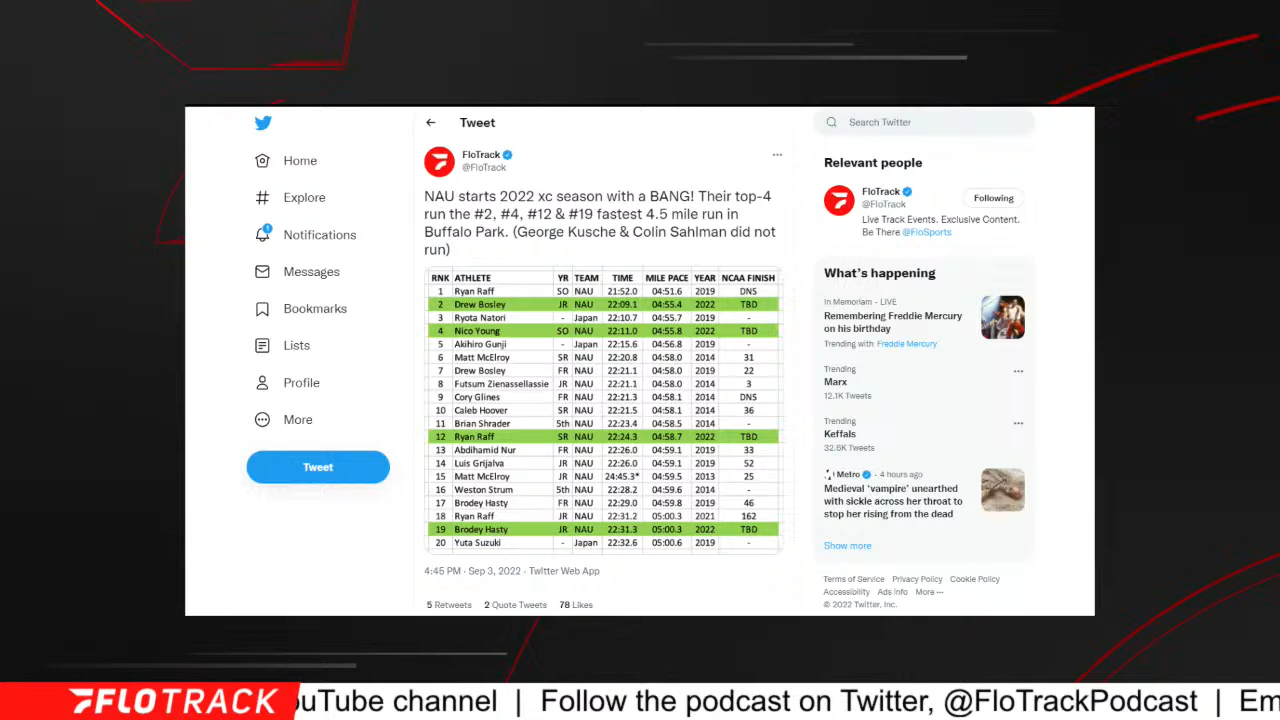 Tweet
Search Twitter
Home
Explore
1
Notifications
Messages
Bookmarks
Lists
Profile
More
Tweet
FloTrack
@FloTrack
NAU starts 2022 xc season with a BANG! Their top-4
run the #2, #4, #12 & #19 fastest 4.5 mile run in
Buffalo Park. (George Kusche & Colin Sahlman did not
run)
RNK ATHLETE YR TEAM TIME MILE PACE YEAR NCAA FINISH
1 Ryan Raff SO NAU 21:52.0 04:51.6 2019 DNS
2 Drew Bosley JR NAU 22:09.1 04:55.4 2022 TBD
3 Ryota Natori - Japan 22:10.7 04:55.7 2019 -
4 Nico Young SO NAU 22:11.0 04:55.8 2022 TBD
5 Akihiro Gunji - Japan 22:15.6 04:56.8 2019 -
6 Matt McElroy SR NAU 22:20.8 04:58.0 2014 31
7 Drew Bosley FR NAU 22:21.1 04:58.0 2019 22
8 Futsum Zienassellassie JR NAU 22:21.1 04:58.0 2014 3
9 Cory Glines FR NAU 22:21.3 04:58.1 2014 DNS
10 Caleb Hoover SR NAU 22:21.5 04:58.1 2014 36
11 Brian Shrader 5th NAU 22:23.4 04:58.5 2014 -
12 Ryan Raff SR NAU 22:24.3 04:58.7 2022 TBD
13 Abdihamid Nur FR NAU 22:26.0 04:59.1 2019 33
14 Luis Grijalva JR NAU 22:26.0 04:59.1 2019 52
15 Matt McElroy JR NAU 24:45.3* 04:59.5 2013 25
16 Weston Strum 5th NAU 22:28.2 04:59.6 2014 -
17 Brodey Hasty FR NAU 22:29.0 04:59.8 2019 46
18 Ryan Raff JR NAU 22:31.2 05:00.3 2021 162
19 Brodey Hasty JR NAU 22:31.3 05:00.3 2022 TBD
20 Yuta Suzuki - Japan 22:32.6 05:00.6 2019 -
4:45 PM · Sep 3, 2022 · Twitter Web App
5 Retweets 2 Quote Tweets 78 Likes
Relevant people
FloTrack
@FloTrack
Following
Live Track Events. Exclusive Content.
Be There @FloSports
What's happening
In Memoriam · LIVE
Remembering Freddie Mercury
on his birthday
Trending with Freddie Mercury
Trending
Marx
12.1K Tweets
Trending
Keffals
32.6K Tweets
Metro · 4 hours ago
Medieval 'vampire' unearthed
with sickle across her throat to
stop her rising from the dead
Show more
Terms of Service Privacy Policy Cookie Policy
Accessibility Ads info More
© 2022 Twitter, Inc.
FLOTRACK
ouTube channel | Follow the podcast on Twitter, @FloTrackPodcast | Em